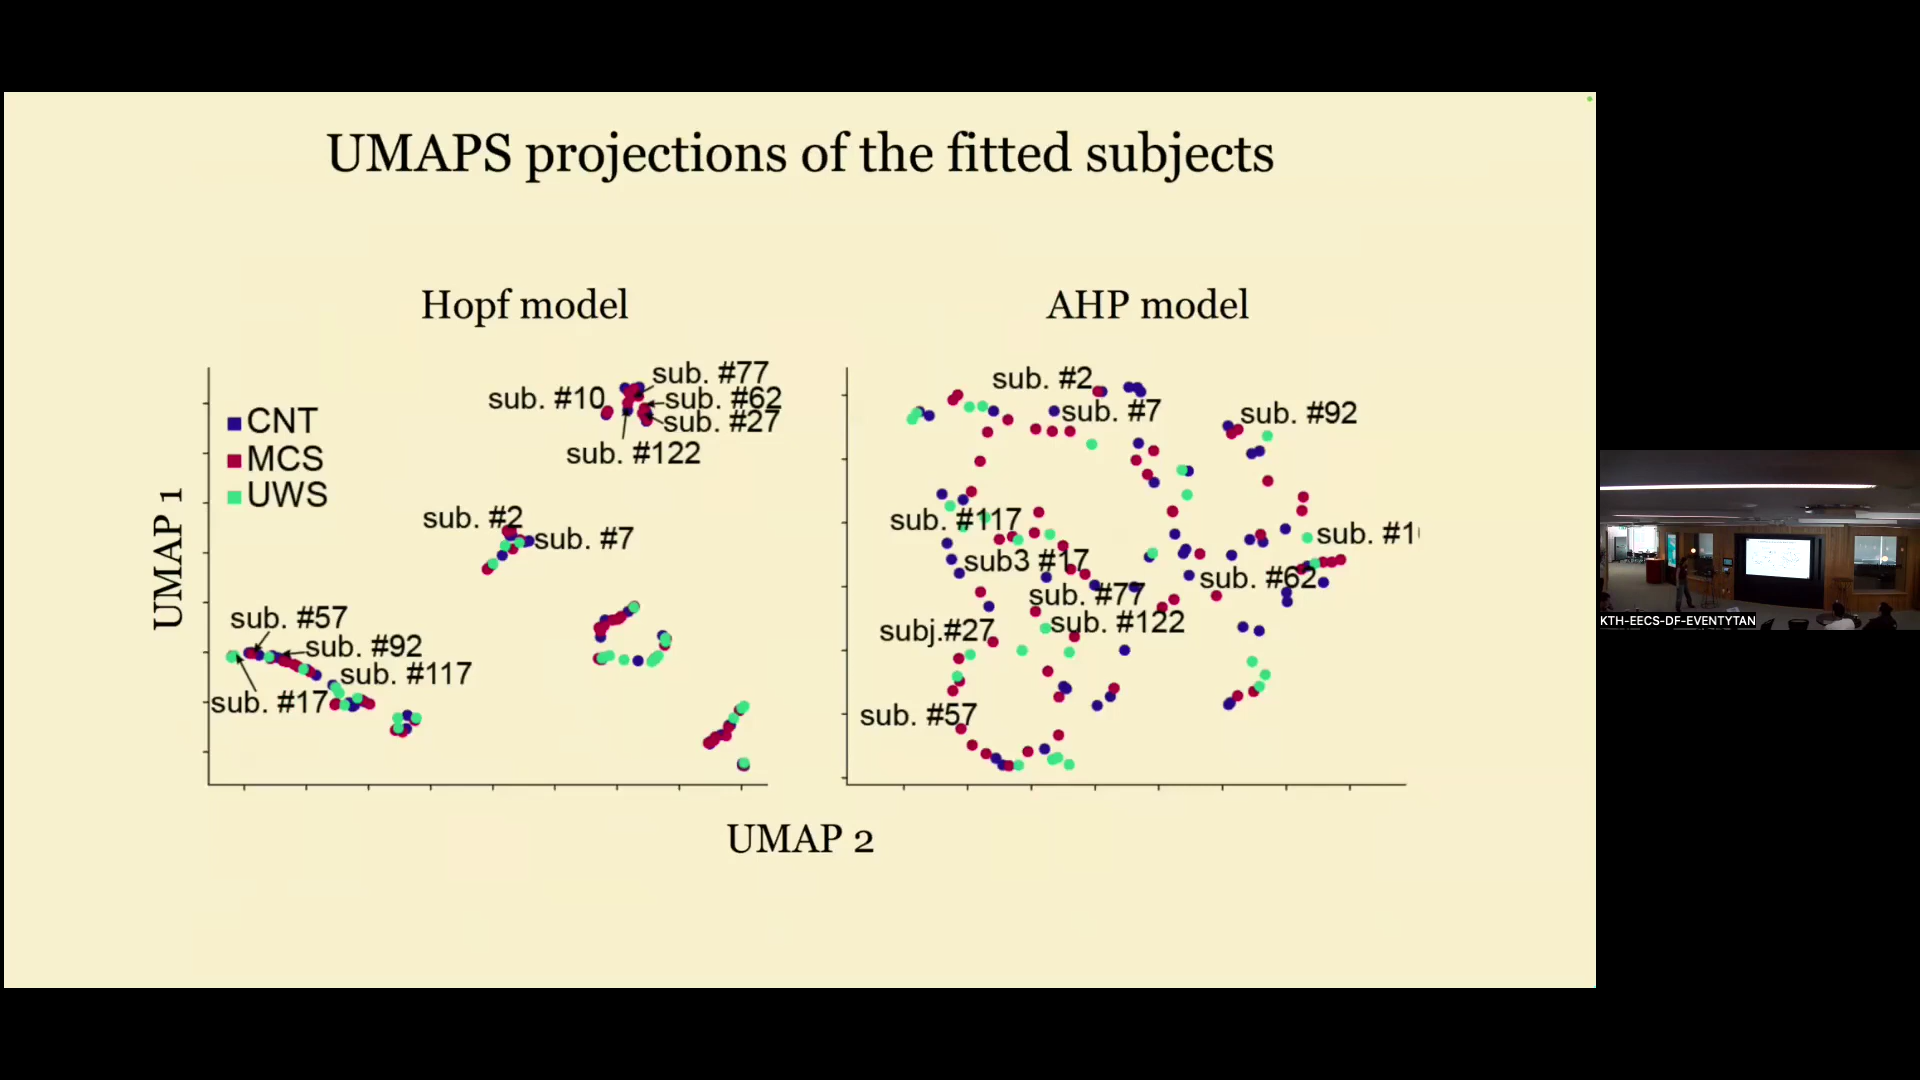 UMAPS projections of the fitted subjects
Hopf model
AHP model
UMAP 1
CNT
MCS
UWS
sub. #10
sub. #77
sub. #62
sub. #27
sub. #122
sub. #2
sub. #7
sub. #57
sub. #92
sub. #117
sub. #17
sub. #2
sub. #7
sub. #92
sub. #117
sub. #1
sub3 #17
sub. #62
sub. #77
subj.#27
sub. #122
sub. #57
UMAP 2
KTH-EECS-DF-EVENTYTAN